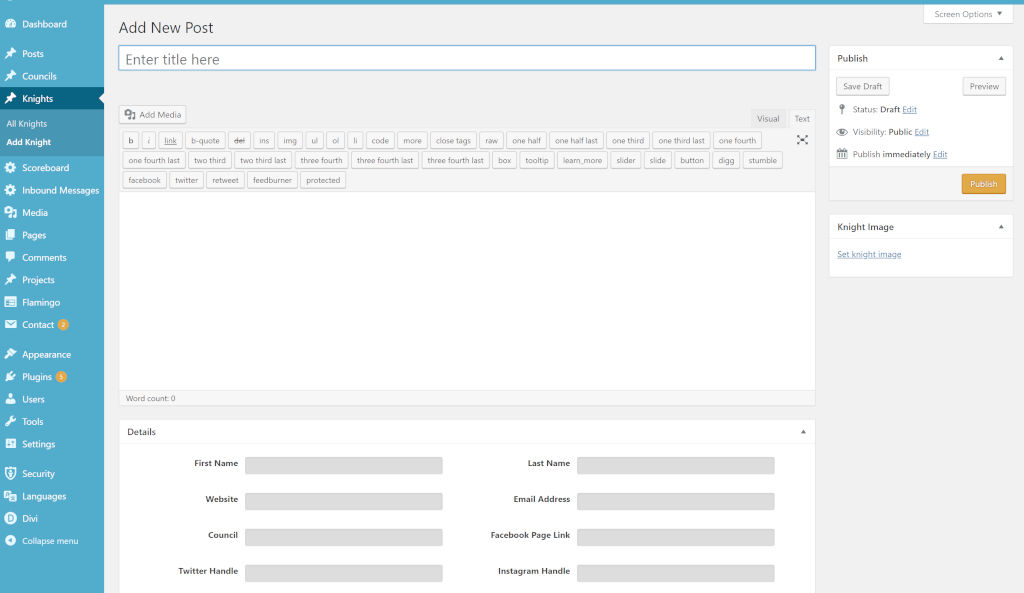 Screen Options
Dashboard
Posts
Councils
Knights
All Knights
Add Knight
Scoreboard
Inbound Messages
Media
Pages
Comments
Projects
Flamingo
Contact 2
Appearance
Plugins 5
Users
Tools
Settings
Security
Languages
Divi
Collapse menu
Add New Post
Enter title here
Add Media
Visual Text
b i link b-quote del ins img ul ol li code more close tags raw one half one half last one third one third last one fourth
one fourth last two third two third last three fourth three fourth last three fourth last box tooltip learn_more slider slide button digg stumble
facebook twitter retweet feedburner protected
Word count: 0
Details
First Name Last Name
Website Email Address
Council Facebook Page Link
Twitter Handle Instagram Handle
Publish
Save Draft Preview
Status: Draft Edit
Visibility: Public Edit
Publish immediately Edit
Publish
Knight Image
Set knight image